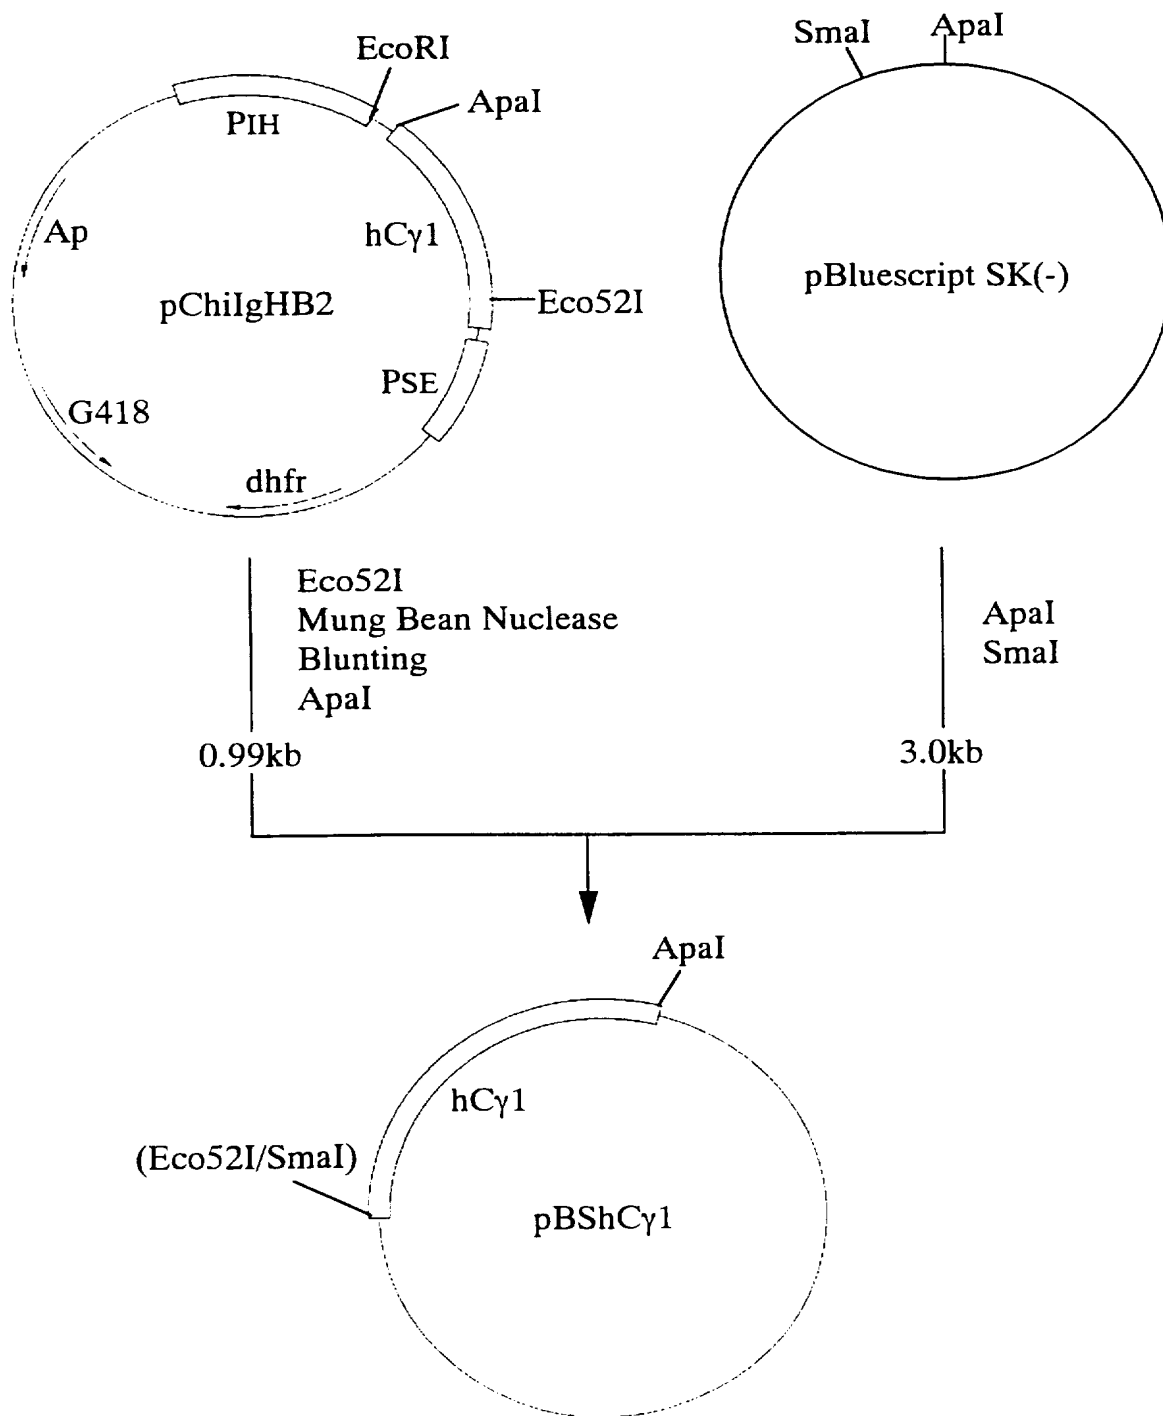 EcoRI
ApaI
PIH
hCγ1
Ap
pChiIgHB2
Eco52I
PSE
G418
dhfr
SmaI
ApaI
pBluescript SK(-)
Eco52I
Mung Bean Nuclease
Blunting
ApaI
0.99kb
ApaI
SmaI
3.0kb
ApaI
hCγ1
(Eco52I/SmaI)
pBShCγ1